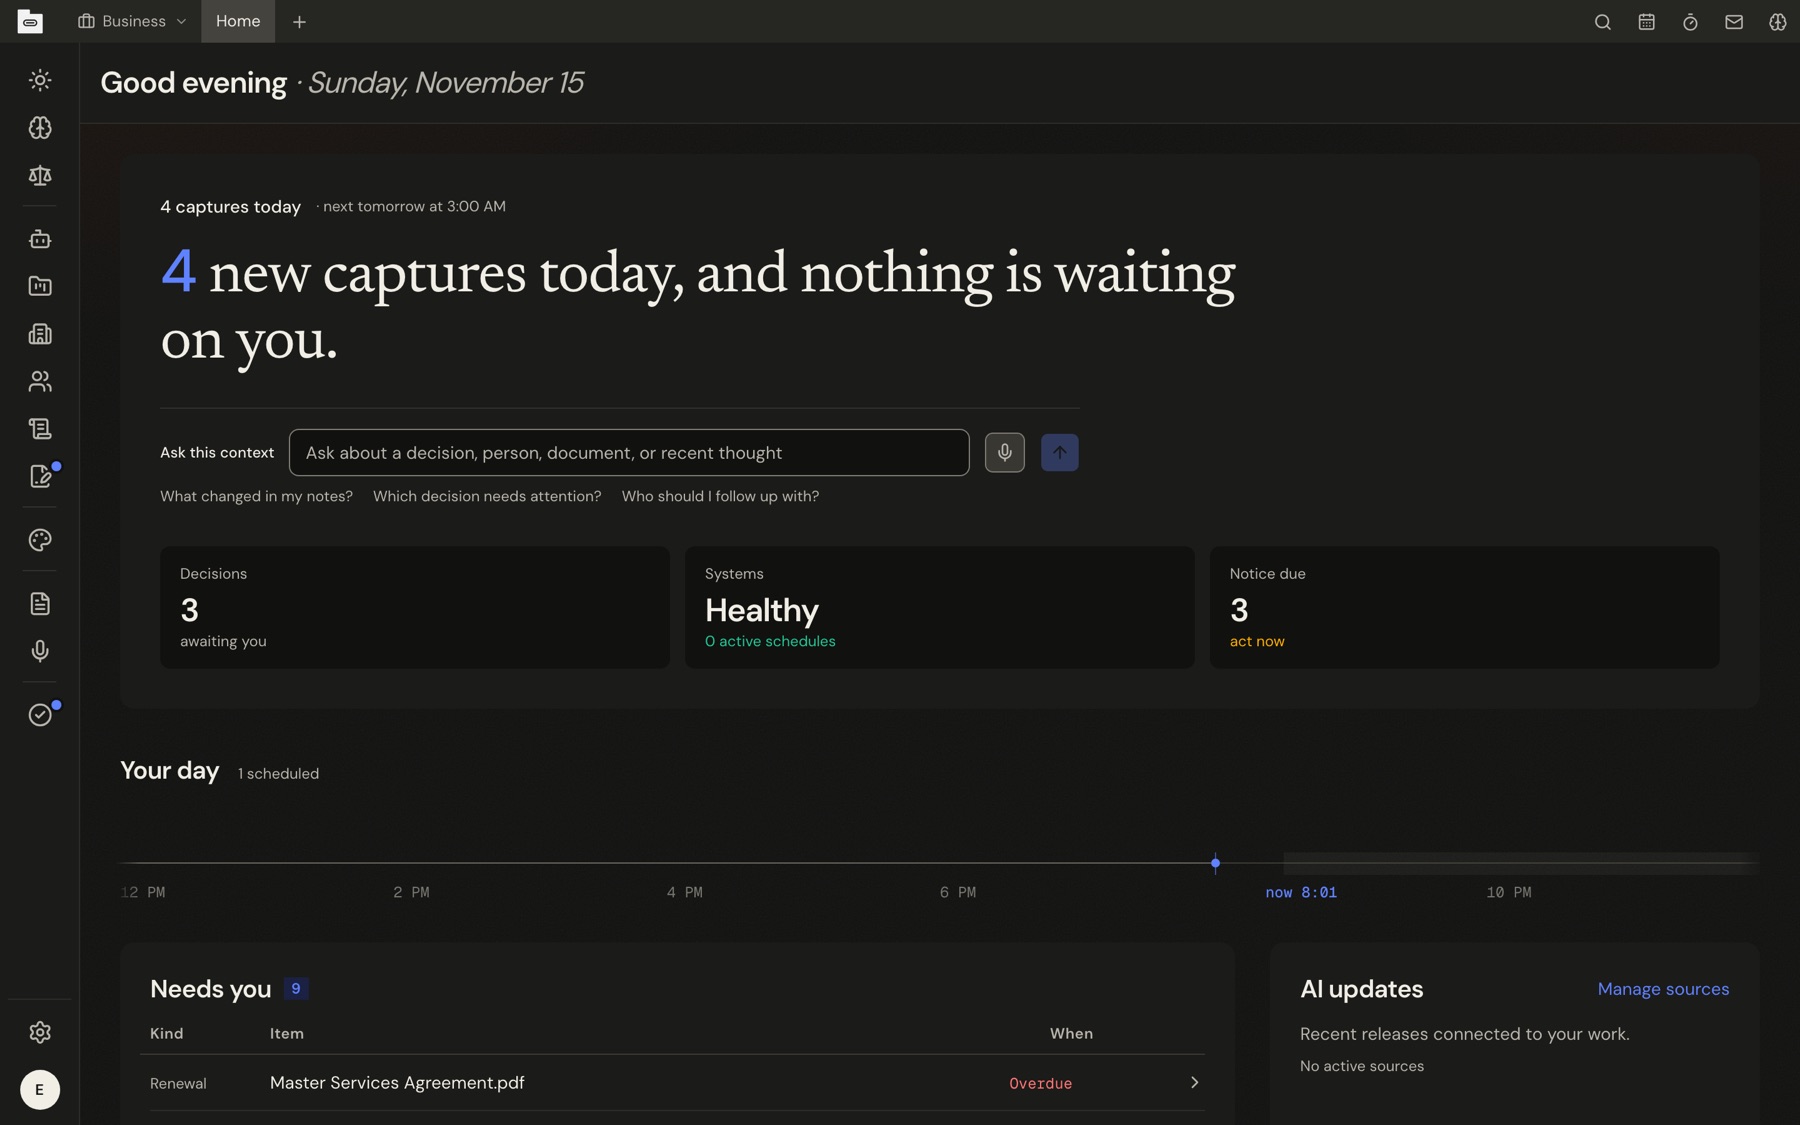 Business
Home
Good evening · Sunday, November 15
4 captures today · next tomorrow at 3:00 AM
4 new captures today, and nothing is waiting
on you.
Ask this context
Ask about a decision, person, document, or recent thought
What changed in my notes? Which decision needs attention? Who should I follow up with?
Decisions
3
awaiting you
Systems
Healthy
0 active schedules
Notice due
3
act now
Your day 1 scheduled
12 PM 2 PM 4 PM 6 PM now 8:01 10 PM
Needs you 9
Kind Item When
Renewal Master Services Agreement.pdf Overdue
AI updates Manage sources
Recent releases connected to your work.
No active sources
E